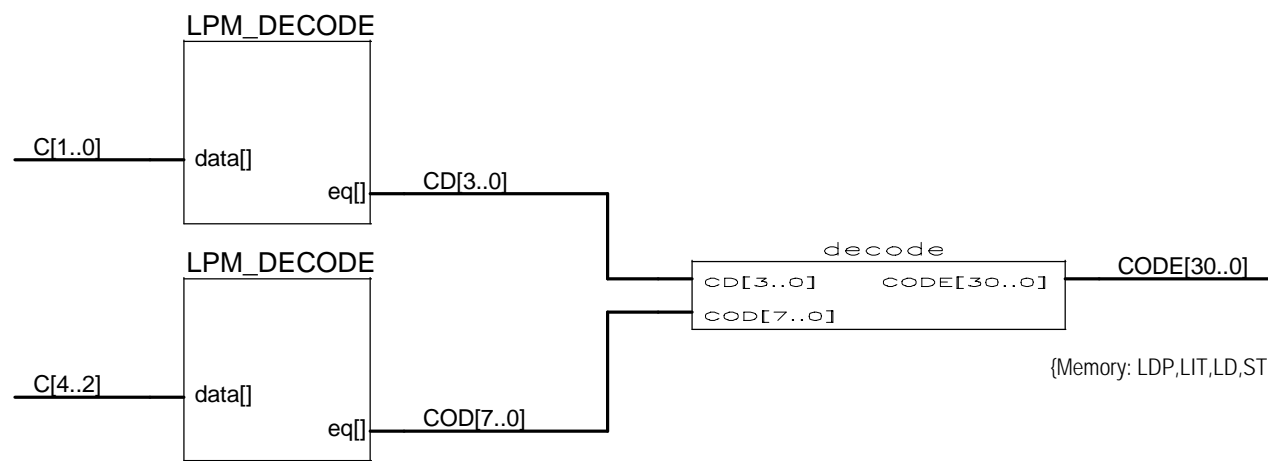 LPM_DECODE
C[1..0]
data[]
eq[]
CD[3..0]
LPM_DECODE
decode
CD[3..0]
CODE[30..0]
CODE[30..0]
COD[7..0]
{Memory: LDP,LIT,LD,ST
C[4..2]
data[]
eq[]
COD[7..0]